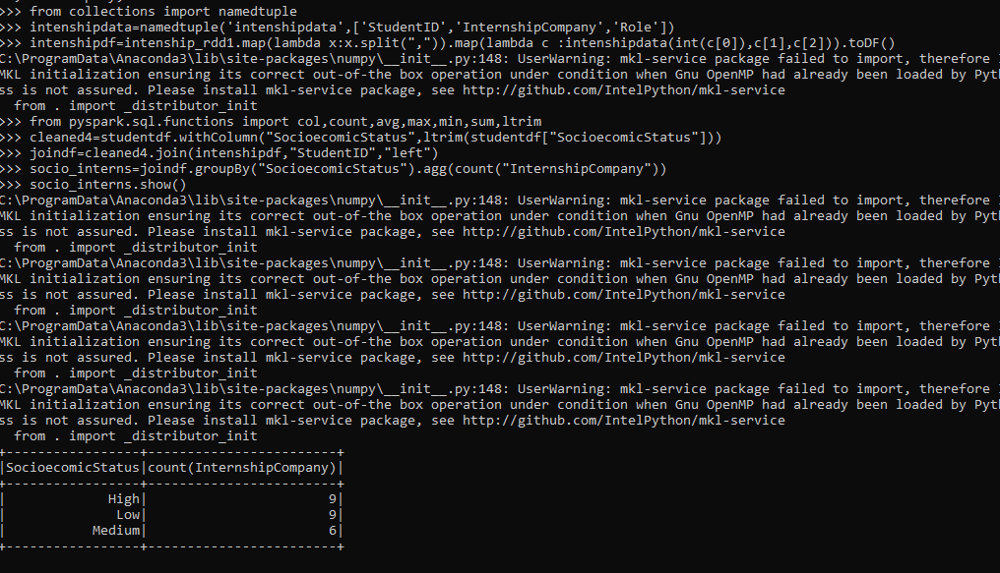 >>> from collections import namedtuple
>>> intenshipdata=namedtuple('intenshipdata',['StudentID','InternshipCompany','Role'])
>>> intenshipdf=intenship_rdd1.map(lambda x:x.split(",")).map(lambda c :intenshipdata(int(c[0]),c[1],c[2])).toDF()
C:\ProgramData\Anaconda3\lib\site-packages\numpy\__init__.py:148: UserWarning: mkl-service package failed to import, therefore
MKL initialization ensuring its correct out-of-the box operation under condition when Gnu OpenMP had already been loaded by Pyth
ss is not assured. Please install mkl-service package, see http://github.com/IntelPython/mkl-service
  from . import _distributor_init
>>> from pyspark.sql.functions import col,count,avg,max,min,sum,ltrim
>>> cleaned4=studentdf.withColumn("SocioecomicStatus",ltrim(studentdf["SocioecomicStatus"]))
>>> joindf=cleaned4.join(intenshipdf,"StudentID","left")
>>> socio_interns=joindf.groupBy("SocioecomicStatus").agg(count("InternshipCompany"))
>>> socio_interns.show()
C:\ProgramData\Anaconda3\lib\site-packages\numpy\__init__.py:148: UserWarning: mkl-service package failed to import, therefore
MKL initialization ensuring its correct out-of-the box operation under condition when Gnu OpenMP had already been loaded by Pyth
ss is not assured. Please install mkl-service package, see http://github.com/IntelPython/mkl-service
  from . import _distributor_init
C:\ProgramData\Anaconda3\lib\site-packages\numpy\__init__.py:148: UserWarning: mkl-service package failed to import, therefore
MKL initialization ensuring its correct out-of-the box operation under condition when Gnu OpenMP had already been loaded by Pyth
ss is not assured. Please install mkl-service package, see http://github.com/IntelPython/mkl-service
  from . import _distributor_init
C:\ProgramData\Anaconda3\lib\site-packages\numpy\__init__.py:148: UserWarning: mkl-service package failed to import, therefore
MKL initialization ensuring its correct out-of-the box operation under condition when Gnu OpenMP had already been loaded by Pyth
ss is not assured. Please install mkl-service package, see http://github.com/IntelPython/mkl-service
  from . import _distributor_init
C:\ProgramData\Anaconda3\lib\site-packages\numpy\__init__.py:148: UserWarning: mkl-service package failed to import, therefore
MKL initialization ensuring its correct out-of-the box operation under condition when Gnu OpenMP had already been loaded by Pyth
ss is not assured. Please install mkl-service package, see http://github.com/IntelPython/mkl-service
  from . import _distributor_init
+-----------------+------------------------+
|SocioecomicStatus|count(InternshipCompany)|
+-----------------+------------------------+
|             High|                       9|
|              Low|                       9|
|           Medium|                       6|
+-----------------+------------------------+